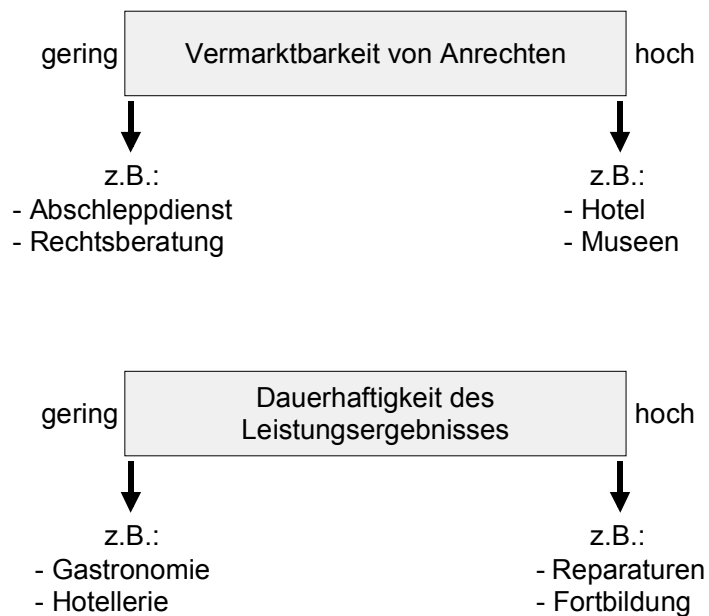 gering Vermarktbarkeit von Anrechten hoch
z.B.: z.B.:
- Abschleppdienst - Hotel
- Rechtsberatung - Museen
gering Dauerhaftigkeit des Leistungsergebnisses hoch
z.B.: z.B.:
- Gastronomie - Reparaturen
- Hotellerie - Fortbildung